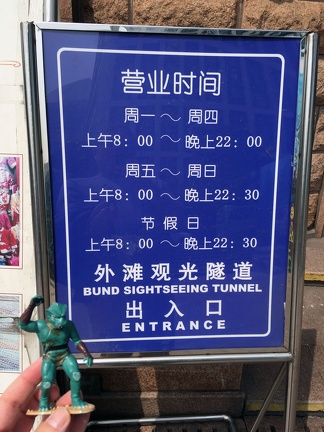 营业时间
周一～周四
上午8：00～晚上22：00
周五～周日
上午8：00～晚上22：30
节假日
上午8：00～晚上22：30
外滩观光隧道
BUND SIGHTSEEING TUNNEL
出入口
ENTRANCE